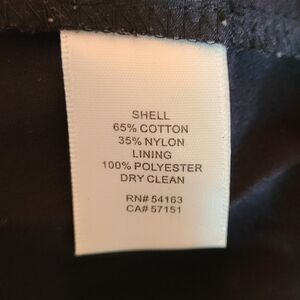 SHELL
65% COTTON
35% NYLON
LINING
100% POLYESTER
DRY CLEAN
RN# 54163
CA# 57151